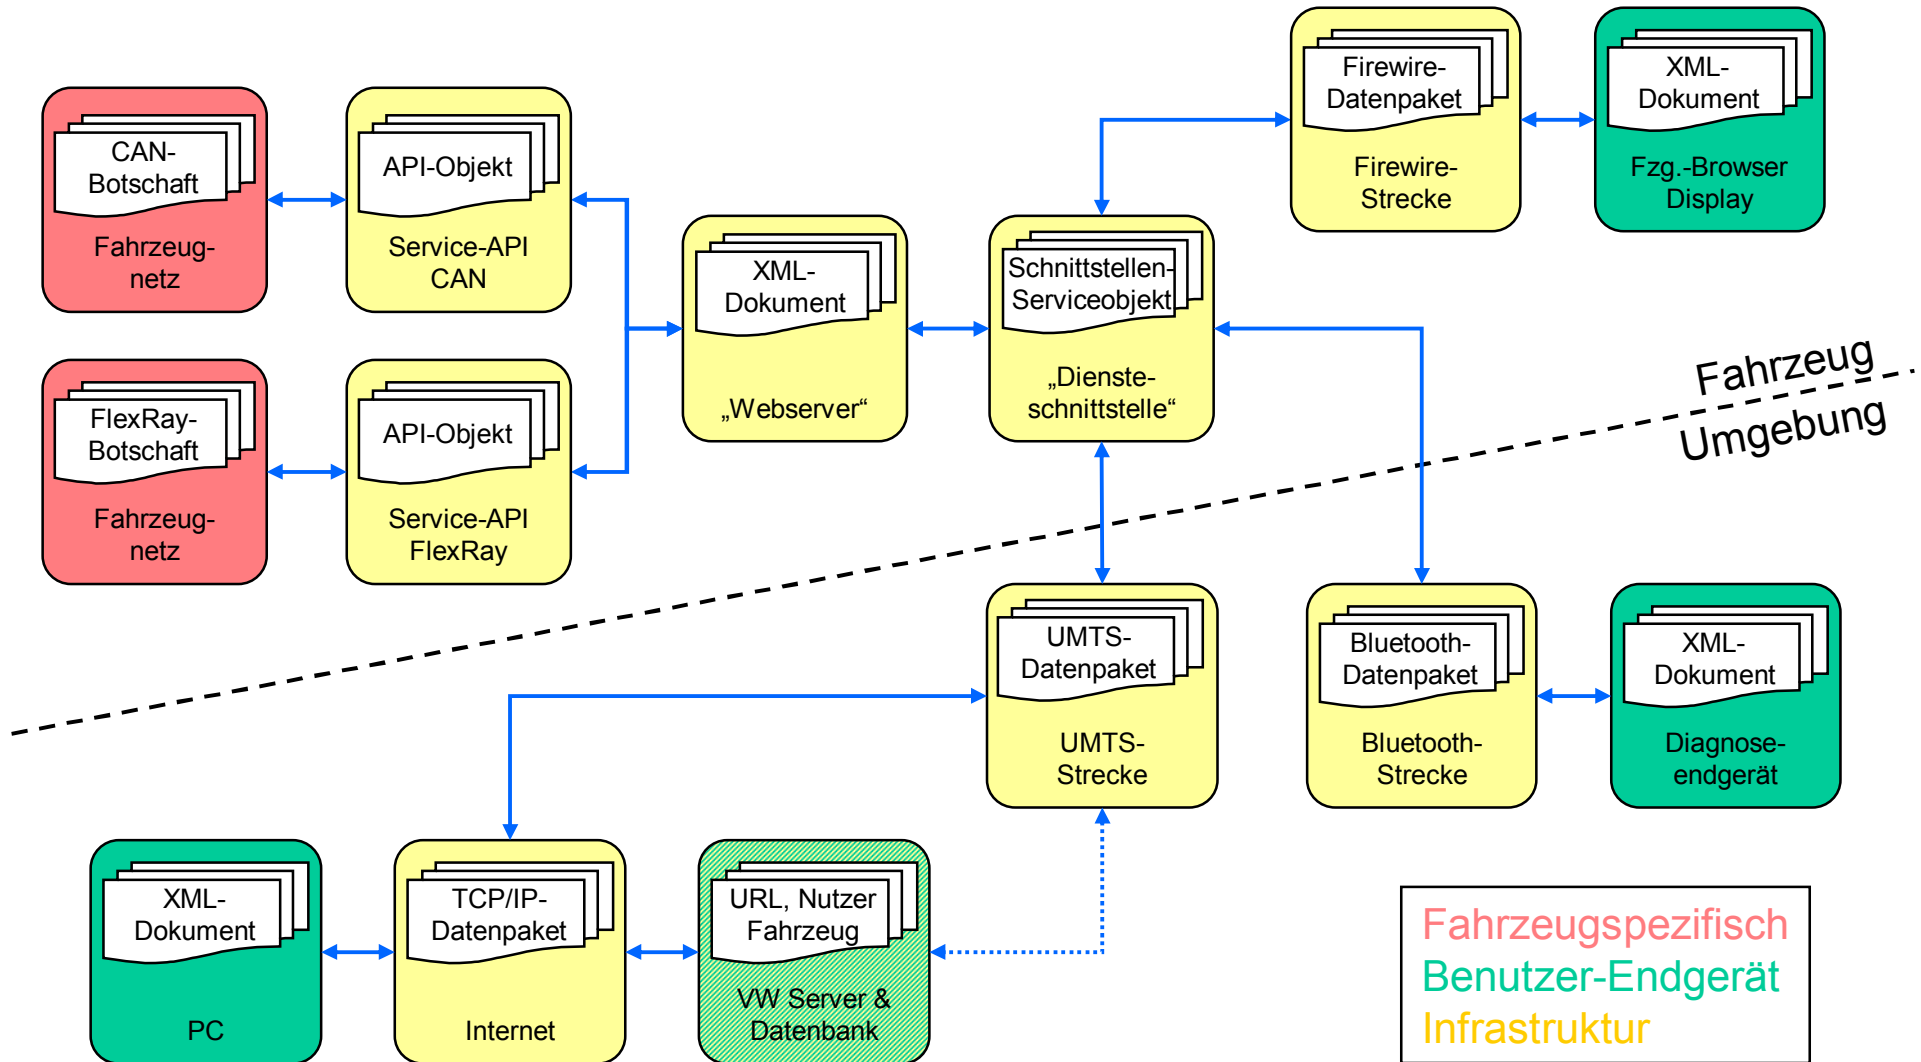 Firewire-
Datenpaket
Firewire-
Strecke
XML-
Dokument
Fzg.-Browser
Display
CAN-
Botschaft
Fahrzeug-
netz
API-Objekt
Service-API
CAN
XML-
Dokument
„Webserver“
Schnittstellen-
Serviceobjekt
„Dienste-
schnittstelle“
Fahrzeug
Umgebung
FlexRay-
Botschaft
Fahrzeug-
netz
API-Objekt
Service-API
FlexRay
UMTS-
Datenpaket
UMTS-
Strecke
Bluetooth-
Datenpaket
Bluetooth-
Strecke
XML-
Dokument
Diagnose-
endgerät
XML-
Dokument
PC
TCP/IP-
Datenpaket
Internet
URL, Nutzer
Fahrzeug
VW Server &
Datenbank
Fahrzeugspezifisch
Benutzer-Endgerät
Infrastruktur